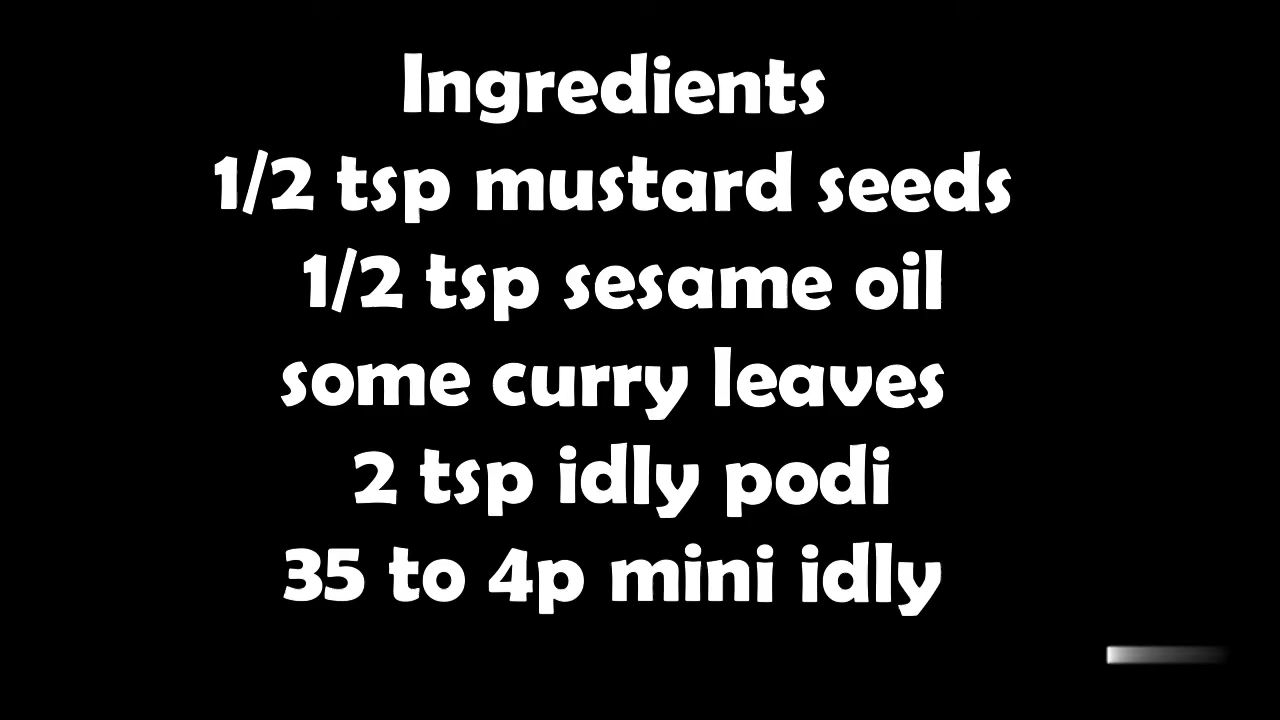 Ingredients
1/2 tsp mustard seeds
1/2 tsp sesame oil
some curry leaves
2 tsp idly podi
35 to 4p mini idly